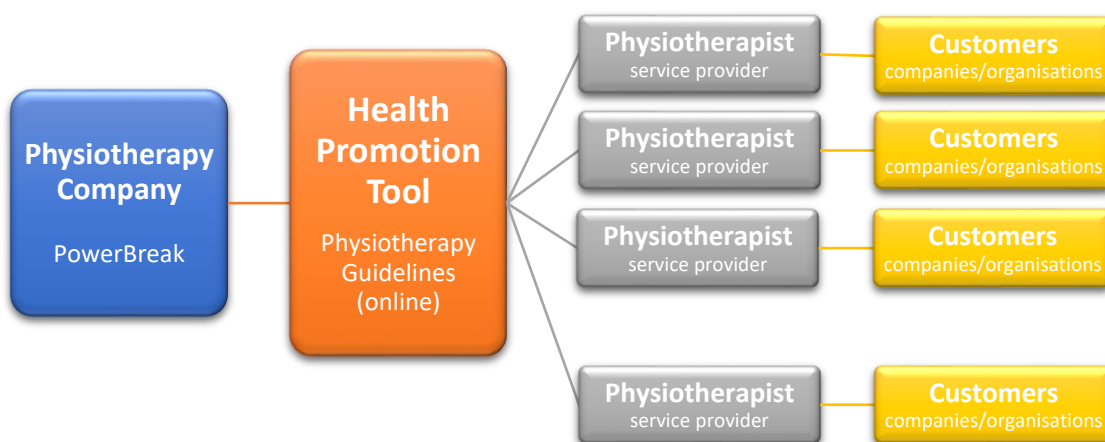 Physiotherapy
Company
PowerBreak
Health
Promotion
Tool
Physiotherapy
Guidelines
(online)
Physiotherapist
service provider
Customers
companies/organisations
Physiotherapist
service provider
Customers
companies/organisations
Physiotherapist
service provider
Customers
companies/organisations
Physiotherapist
service provider
Customers
companies/organisations